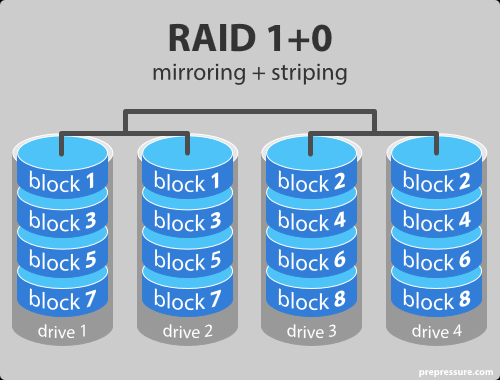 RAID 1+0
mirroring + striping
block 1 block 1 block 2 block 2
block 3 block 3 block 4 block 4
block 5 block 5 block 6 block 6
block 7 block 7 block 8 block 8
drive 1 drive 2 drive 3 drive 4
prepressure.com